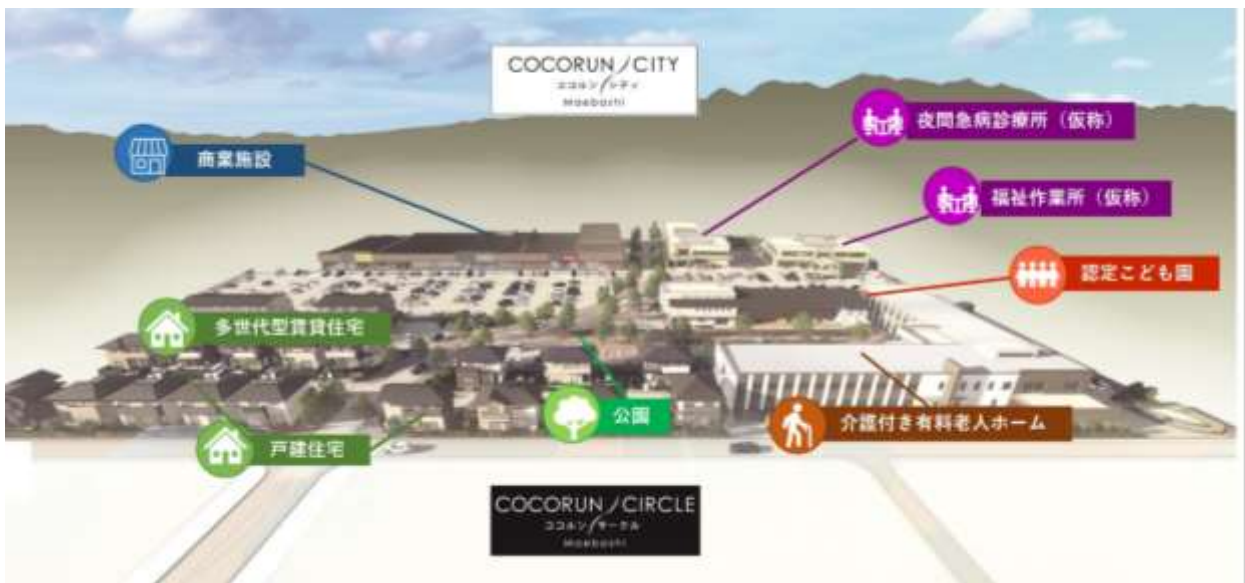 COCORUN/CITY
ココルン/シティ
Maebashi
夜間急病診療所（仮称）
商業施設
福祉作業所（仮称）
認定こども園
多世代型賃貸住宅
公園
介護付き有料老人ホーム
戸建住宅
COCORUN/CIRCLE
ココルン/サークル
Maebashi